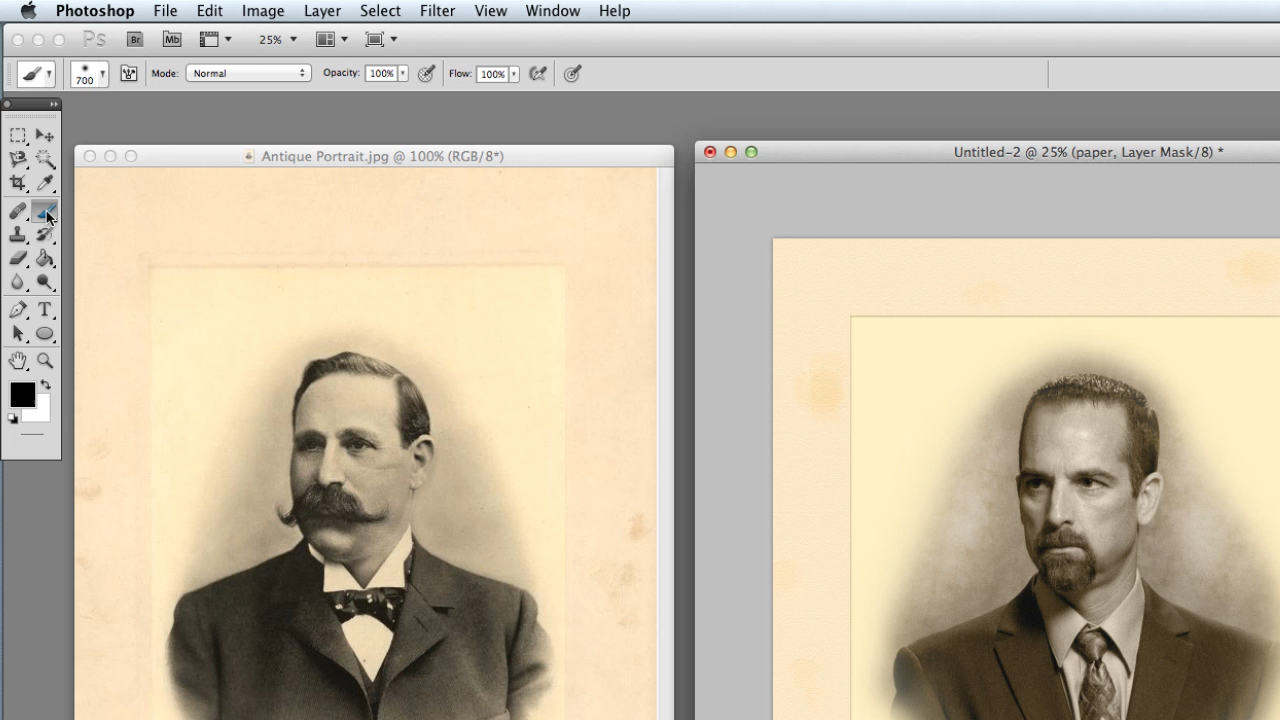 Photoshop File Edit Image Layer Select Filter View Window Help
Ps Br Mb 25%
700 Mode: Normal Opacity: 100% Flow: 100%
Antique Portrait.jpg @ 100% (RGB/8*)
Untitled-2 @ 25% (paper, Layer Mask/8) *
T